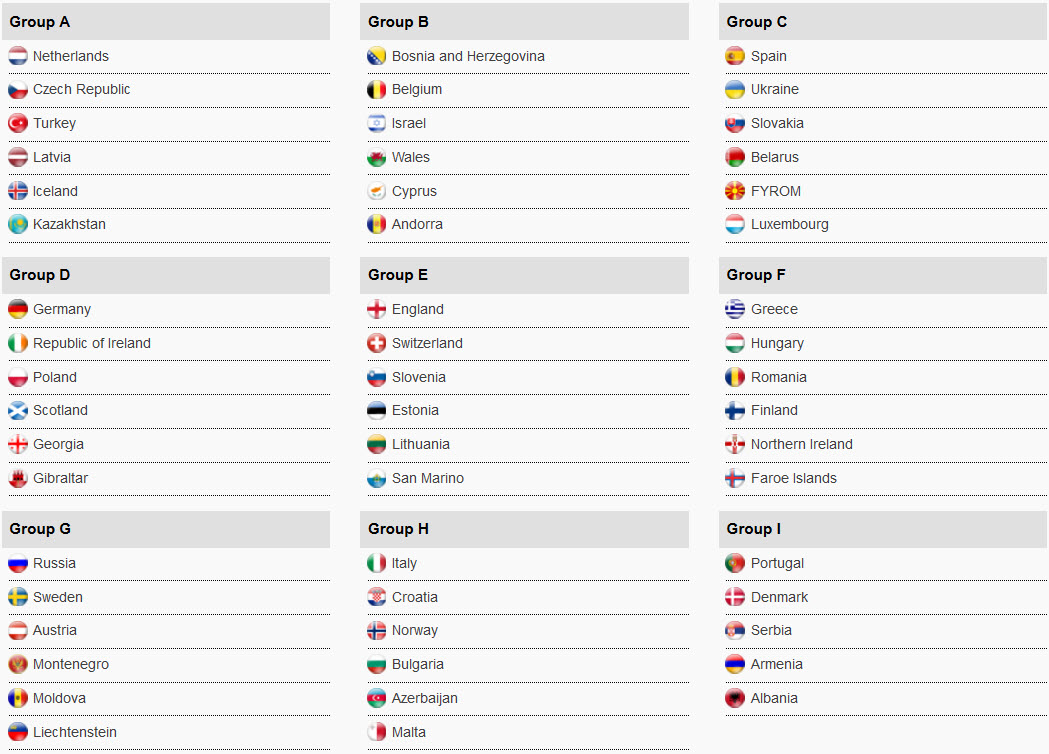 Group A
Netherlands
Czech Republic
Turkey
Latvia
Iceland
Kazakhstan
Group B
Bosnia and Herzegovina
Belgium
Israel
Wales
Cyprus
Andorra
Group C
Spain
Ukraine
Slovakia
Belarus
FYROM
Luxembourg
Group D
Germany
Republic of Ireland
Poland
Scotland
Georgia
Gibraltar
Group E
England
Switzerland
Slovenia
Estonia
Lithuania
San Marino
Group F
Greece
Hungary
Romania
Finland
Northern Ireland
Faroe Islands
Group G
Russia
Sweden
Austria
Montenegro
Moldova
Liechtenstein
Group H
Italy
Croatia
Norway
Bulgaria
Azerbaijan
Malta
Group I
Portugal
Denmark
Serbia
Armenia
Albania